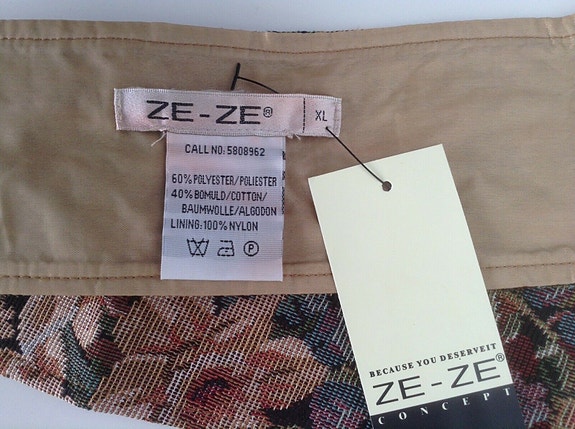 ZE-ZE®
XL
CALL NO: 5808962
60% POLYESTER/POLIESTER
40% BOMULD/COTTON/
BAUMWOLLE/ALGODON
LINING: 100% NYLON
P
BECAUSE YOU DESERVEIT
ZE-ZE®
CONCEPT